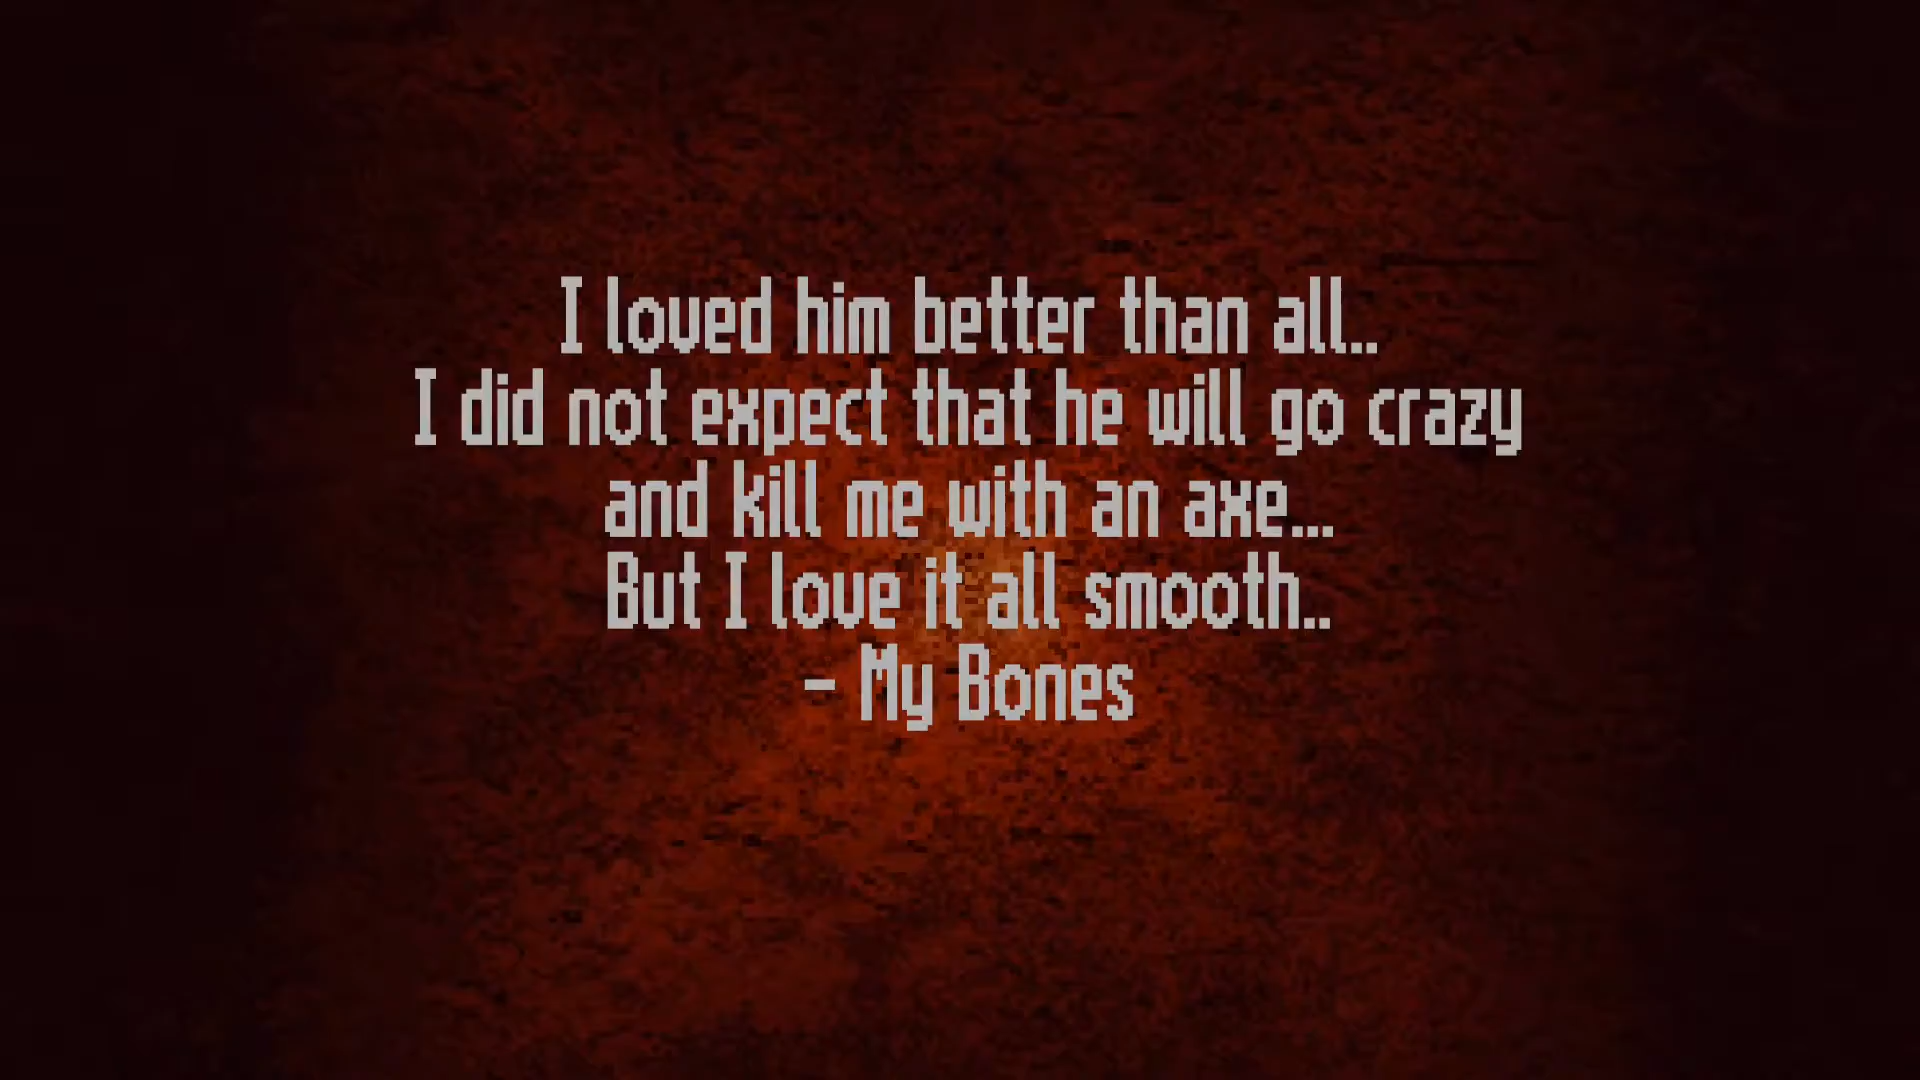 I loved him better than all..
I did not expect that he will go crazy
and kill me with an axe...
But I love it all smooth..
- My Bones